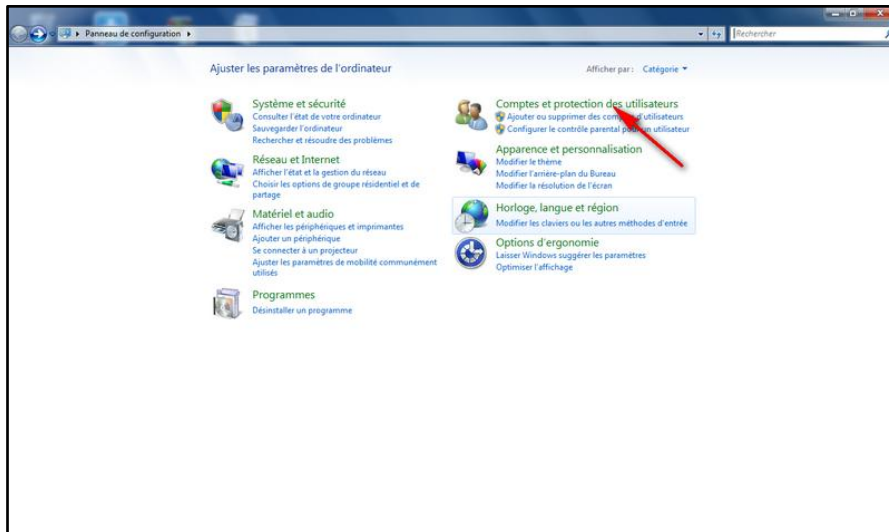 Panneau de configuration
Rechercher
Ajuster les paramètres de l'ordinateur
Afficher par : Catégorie
Système et sécurité
Consulter l'état de votre ordinateur
Sauvegarder l'ordinateur
Rechercher et résoudre des problèmes
Réseau et Internet
Afficher l'état et la gestion du réseau
Choisir les options de groupe résidentiel et de
partage
Matériel et audio
Afficher les périphériques et imprimantes
Ajouter un périphérique
Se connecter à un projecteur
Ajuster les paramètres de mobilité communément
utilisés
Programmes
Désinstaller un programme
Comptes et protection des utilisateurs
Ajouter ou supprimer des comptes d'utilisateurs
Configurer le contrôle parental pour un utilisateur
Apparence et personnalisation
Modifier le thème
Modifier l'arrière-plan du Bureau
Modifier la résolution de l'écran
Horloge, langue et région
Modifier les claviers ou les autres méthodes d'entrée
Options d'ergonomie
Laisser Windows suggérer les paramètres
Optimiser l'affichage